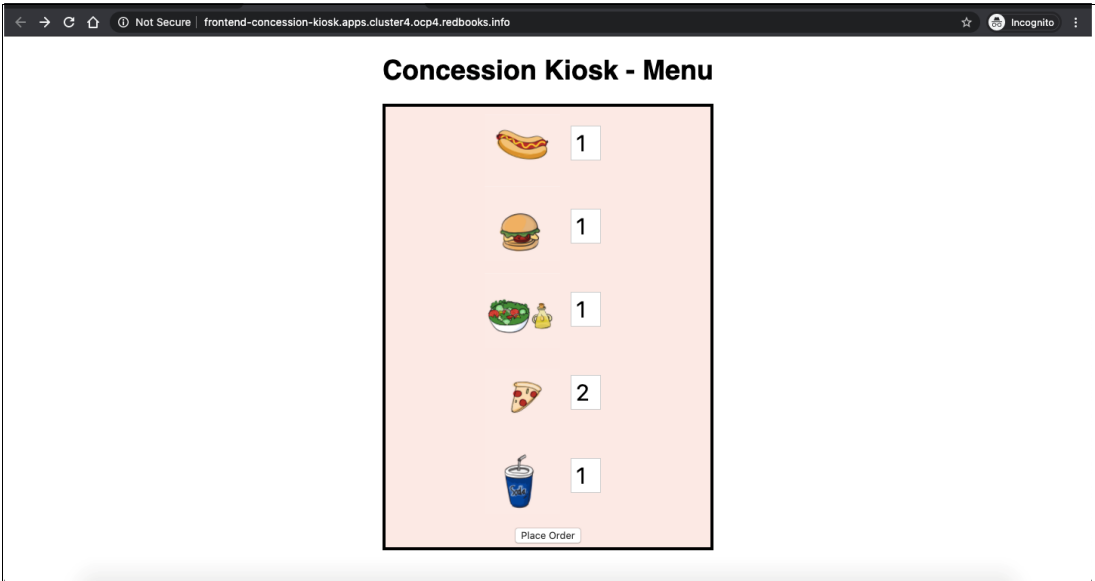 Not Secure frontend-concession-kiosk.apps.cluster4.ocp4.redbooks.info Incognito
Concession Kiosk - Menu
1
1
1
2
1
Place Order